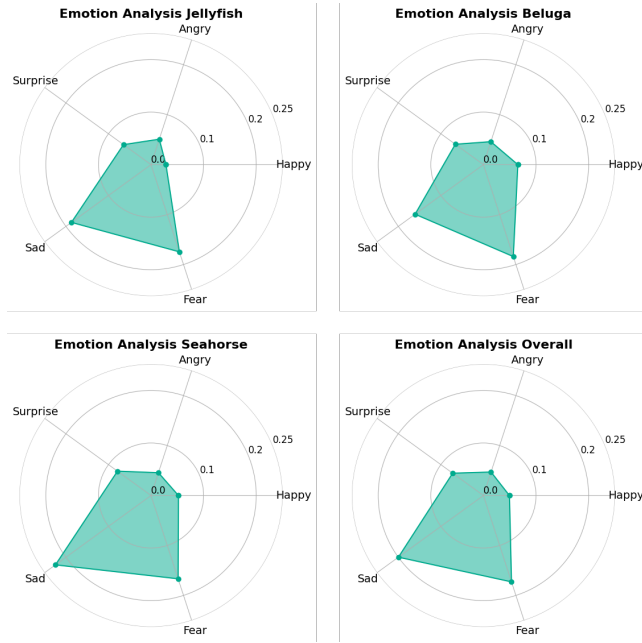 Emotion Analysis Jellyfish
Angry
Surprise
0.25
0.2
0.1
0.0
Happy
Sad
Fear
Emotion Analysis Beluga
Angry
Surprise
0.25
0.2
0.1
0.0
Happy
Sad
Fear
Emotion Analysis Seahorse
Angry
Surprise
0.25
0.2
0.1
0.0
Happy
Sad
Fear
Emotion Analysis Overall
Angry
Surprise
0.25
0.2
0.1
0.0
Happy
Sad
Fear